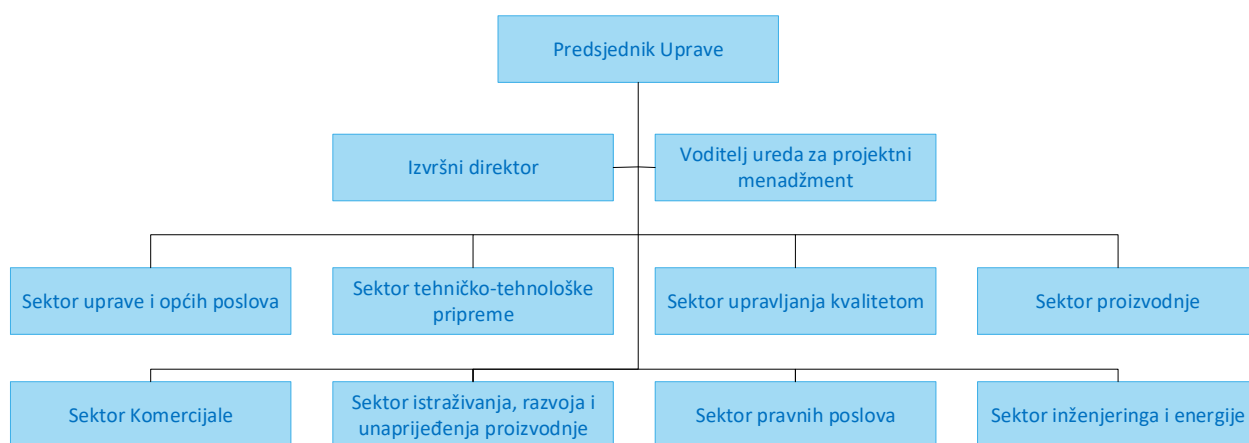 Predsjednik Uprave
Izvršni direktor
Voditelj ureda za projektni
menadžment
Sektor uprave i općih poslova
Sektor tehničko-tehnološke
pripreme
Sektor upravljanja kvalitetom
Sektor proizvodnje
Sektor Komercijale
Sektor istraživanja, razvoja i
unaprijeđenja proizvodnje
Sektor pravnih poslova
Sektor inženjeringa i energije